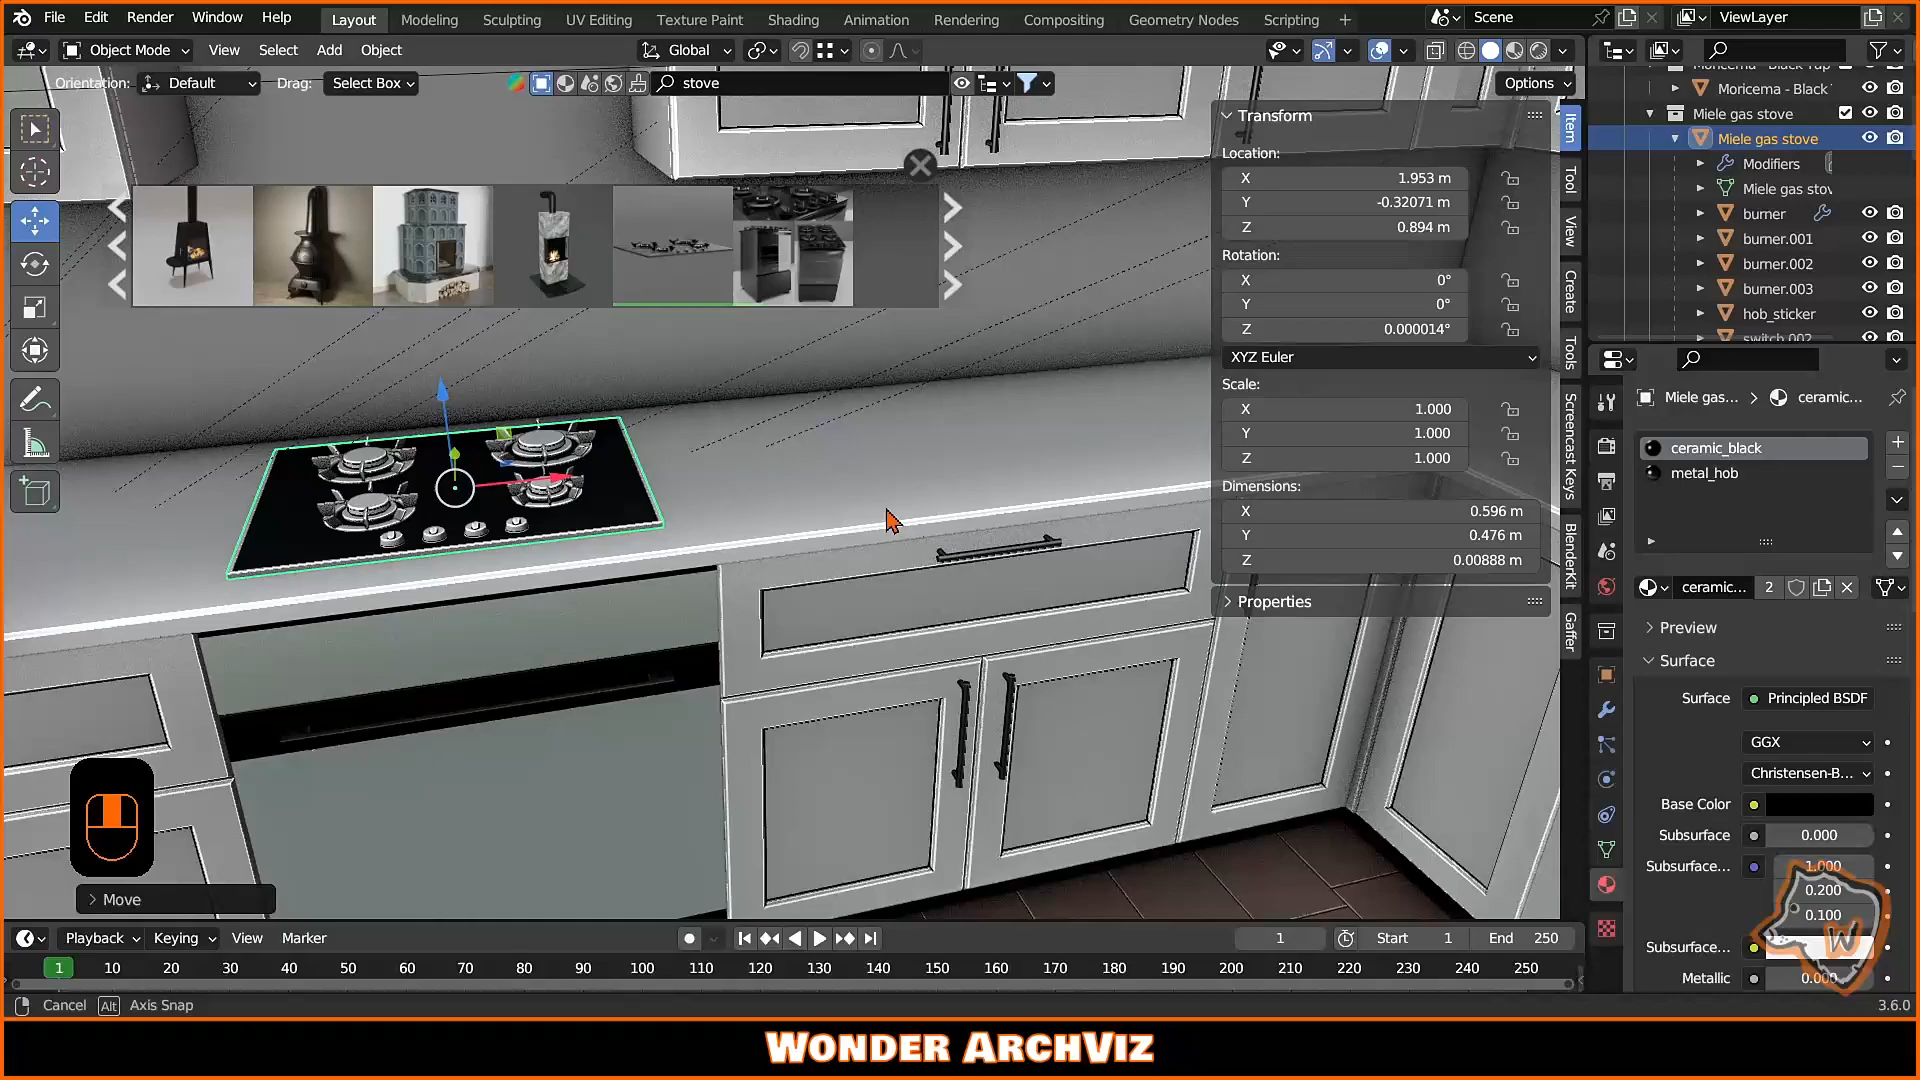 File Edit Render Window Help
Layout Modeling Sculpting UV Editing Texture Paint Shading Animation Rendering Compositing Geometry Nodes Scripting +
Scene
ViewLayer
Object Mode
View Select Add Object
Global
Orientation: Default
Drag: Select Box
stove
Options
Transform
Location:
X 1.953 m
Y -0.32071 m
Z 0.894 m
Rotation:
X 0°
Y 0°
Z 0.000014°
XYZ Euler
Scale:
X 1.000
Y 1.000
Z 1.000
Dimensions:
X 0.596 m
Y 0.476 m
Z 0.00888 m
Properties
Item
Tool
View
Create
Tools
Screencast Keys
BlenderKit
Gaffer
Moricema - Black
Miele gas stove
Miele gas stove
Modifiers
Miele gas stov
burner
burner.001
burner.002
burner.003
hob_sticker
switch.002
Miele gas... > ceramic...
ceramic_black
metal_hob
ceramic... 2
Preview
Surface
Surface Principled BSDF
GGX
Christensen-B...
Base Color
Subsurface 0.000
Subsurface... 1.000
0.200
0.100
Subsurface...
Metallic 0.000
W
Move
Playback Keying View Marker
1
Start 1
End 250
1 10 20 30 40 50 60 70 80 90 100 110 120 130 140 150 160 170 180 190 200 210 220 230 240 250
Cancel Alt Axis Snap
3.6.0
Wonder ArchViz